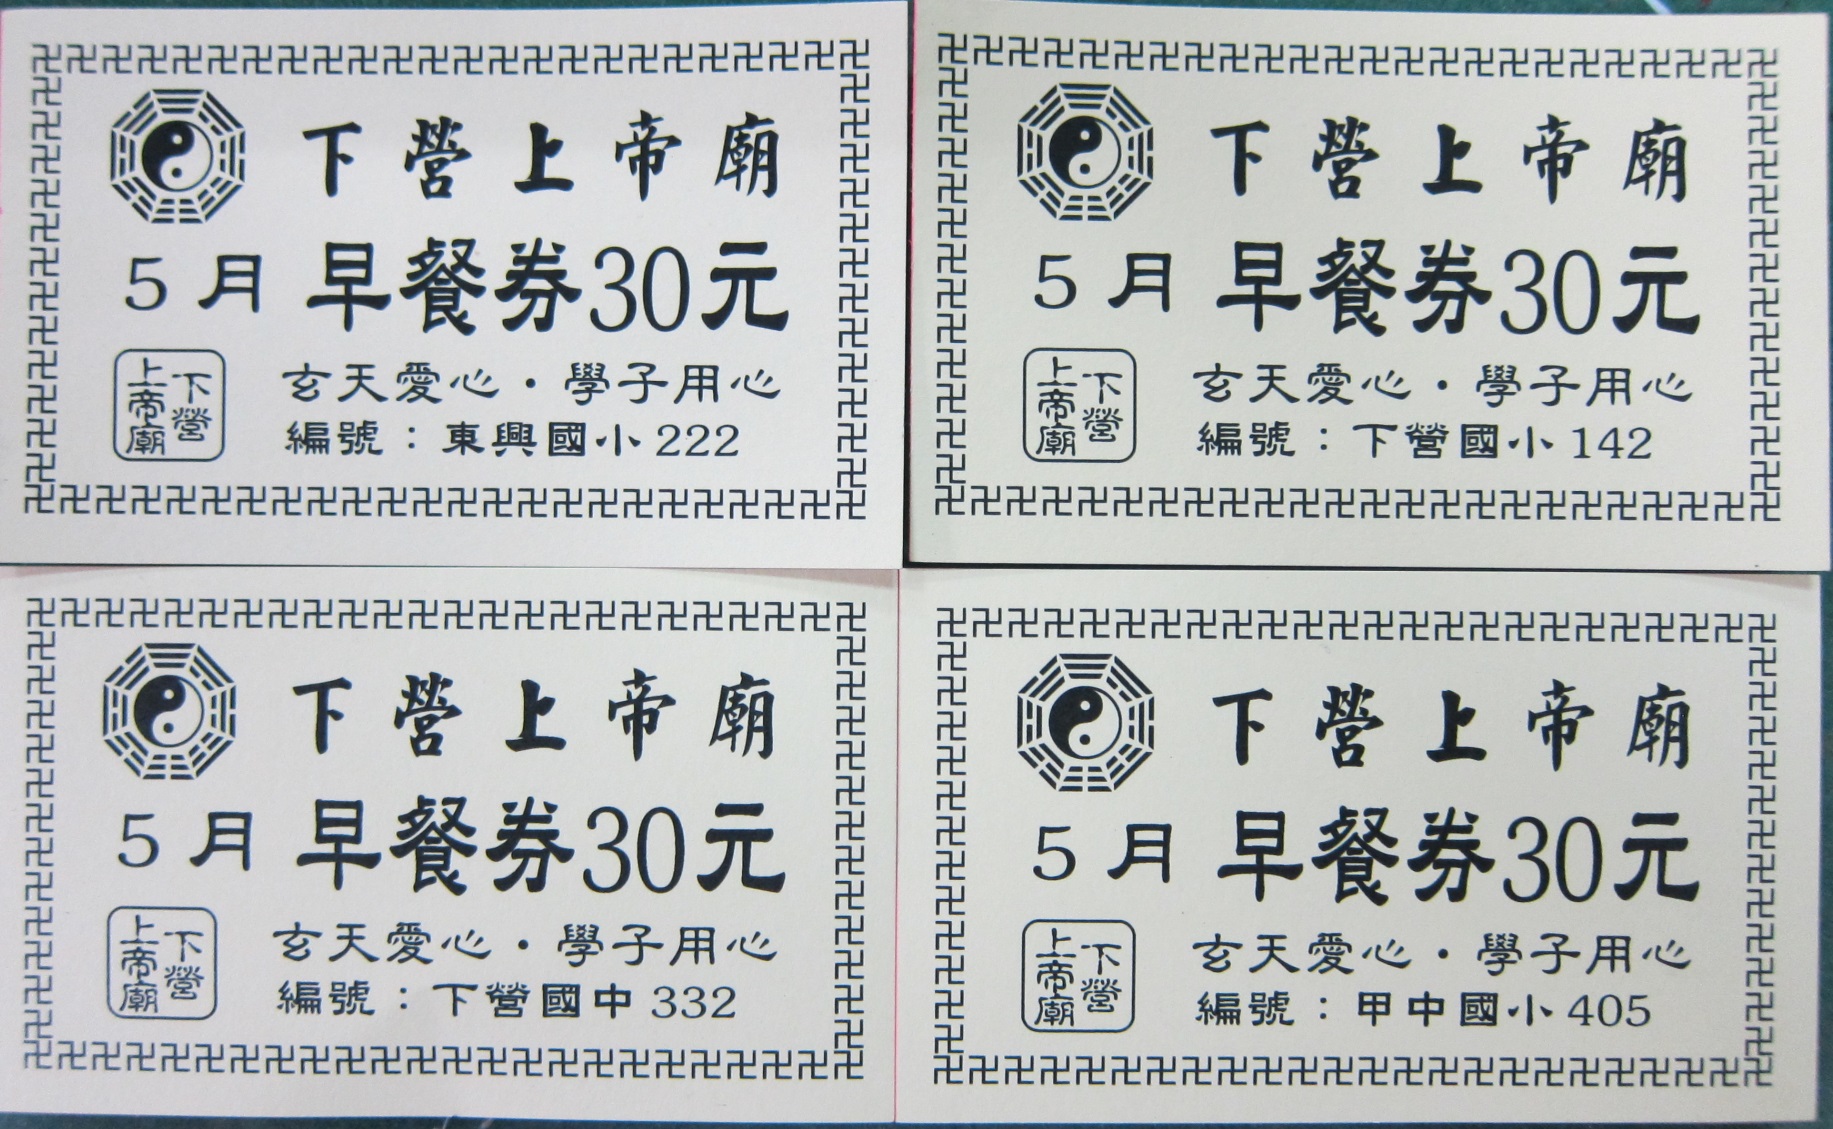 下營上帝廟
5月 早餐券30元
下營
上帝廟
玄天愛心·學子用心
編號：東興國小222
下營上帝廟
5月 早餐券30元
下營
上帝廟
玄天愛心·學子用心
編號：下營國小142
下營上帝廟
5月 早餐券30元
下營
上帝廟
玄天愛心·學子用心
編號：下營國中332
下營上帝廟
5月 早餐券30元
下營
上帝廟
玄天愛心·學子用心
編號：甲中國小405